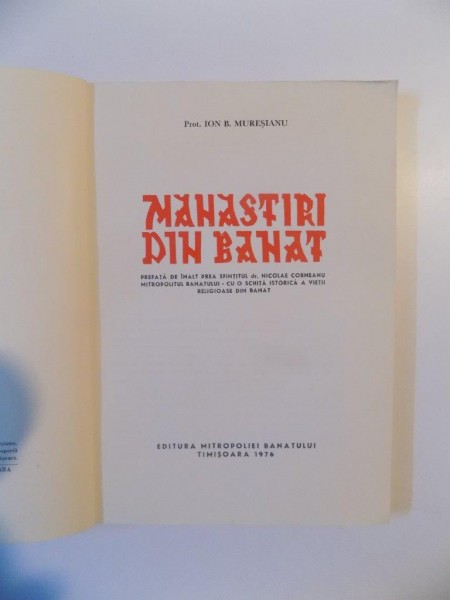 Prot. ION B. MUREȘIANU
MANASTIRI
DIN BANAT
PREFAȚĂ DE ÎNALT PREA SFINȚITUL dr. NICOLAE CORNEANU
MITROPOLITUL BANATULUI - CU O SCHIȚĂ ISTORICĂ A VIEȚII
RELIGIOASE DIN BANAT
EDITURA MITROPOLIEI BANATULUI
TIMIȘOARA 1976